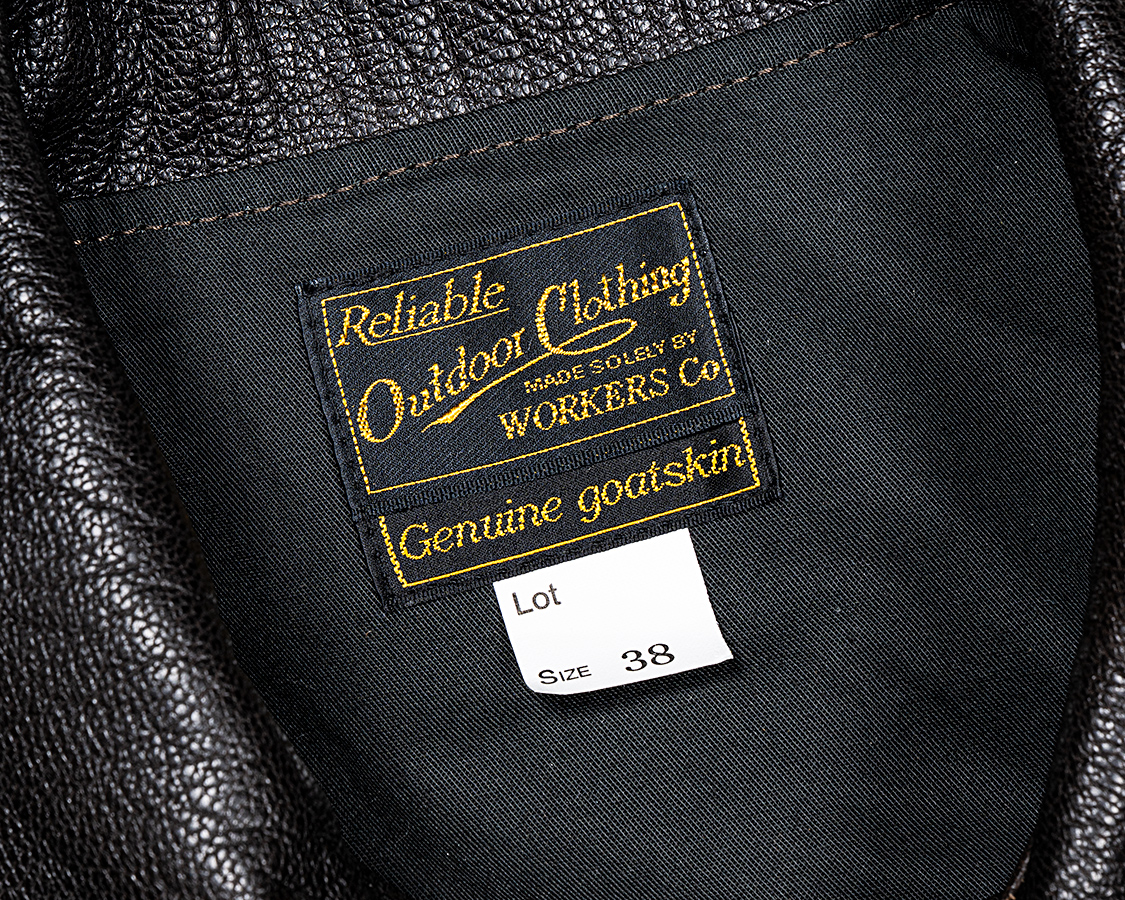 Reliable
Outdoor Clothing
MADE SOLELY BY
WORKERS Co
Genuine goatskin
Lot
SIZE 38